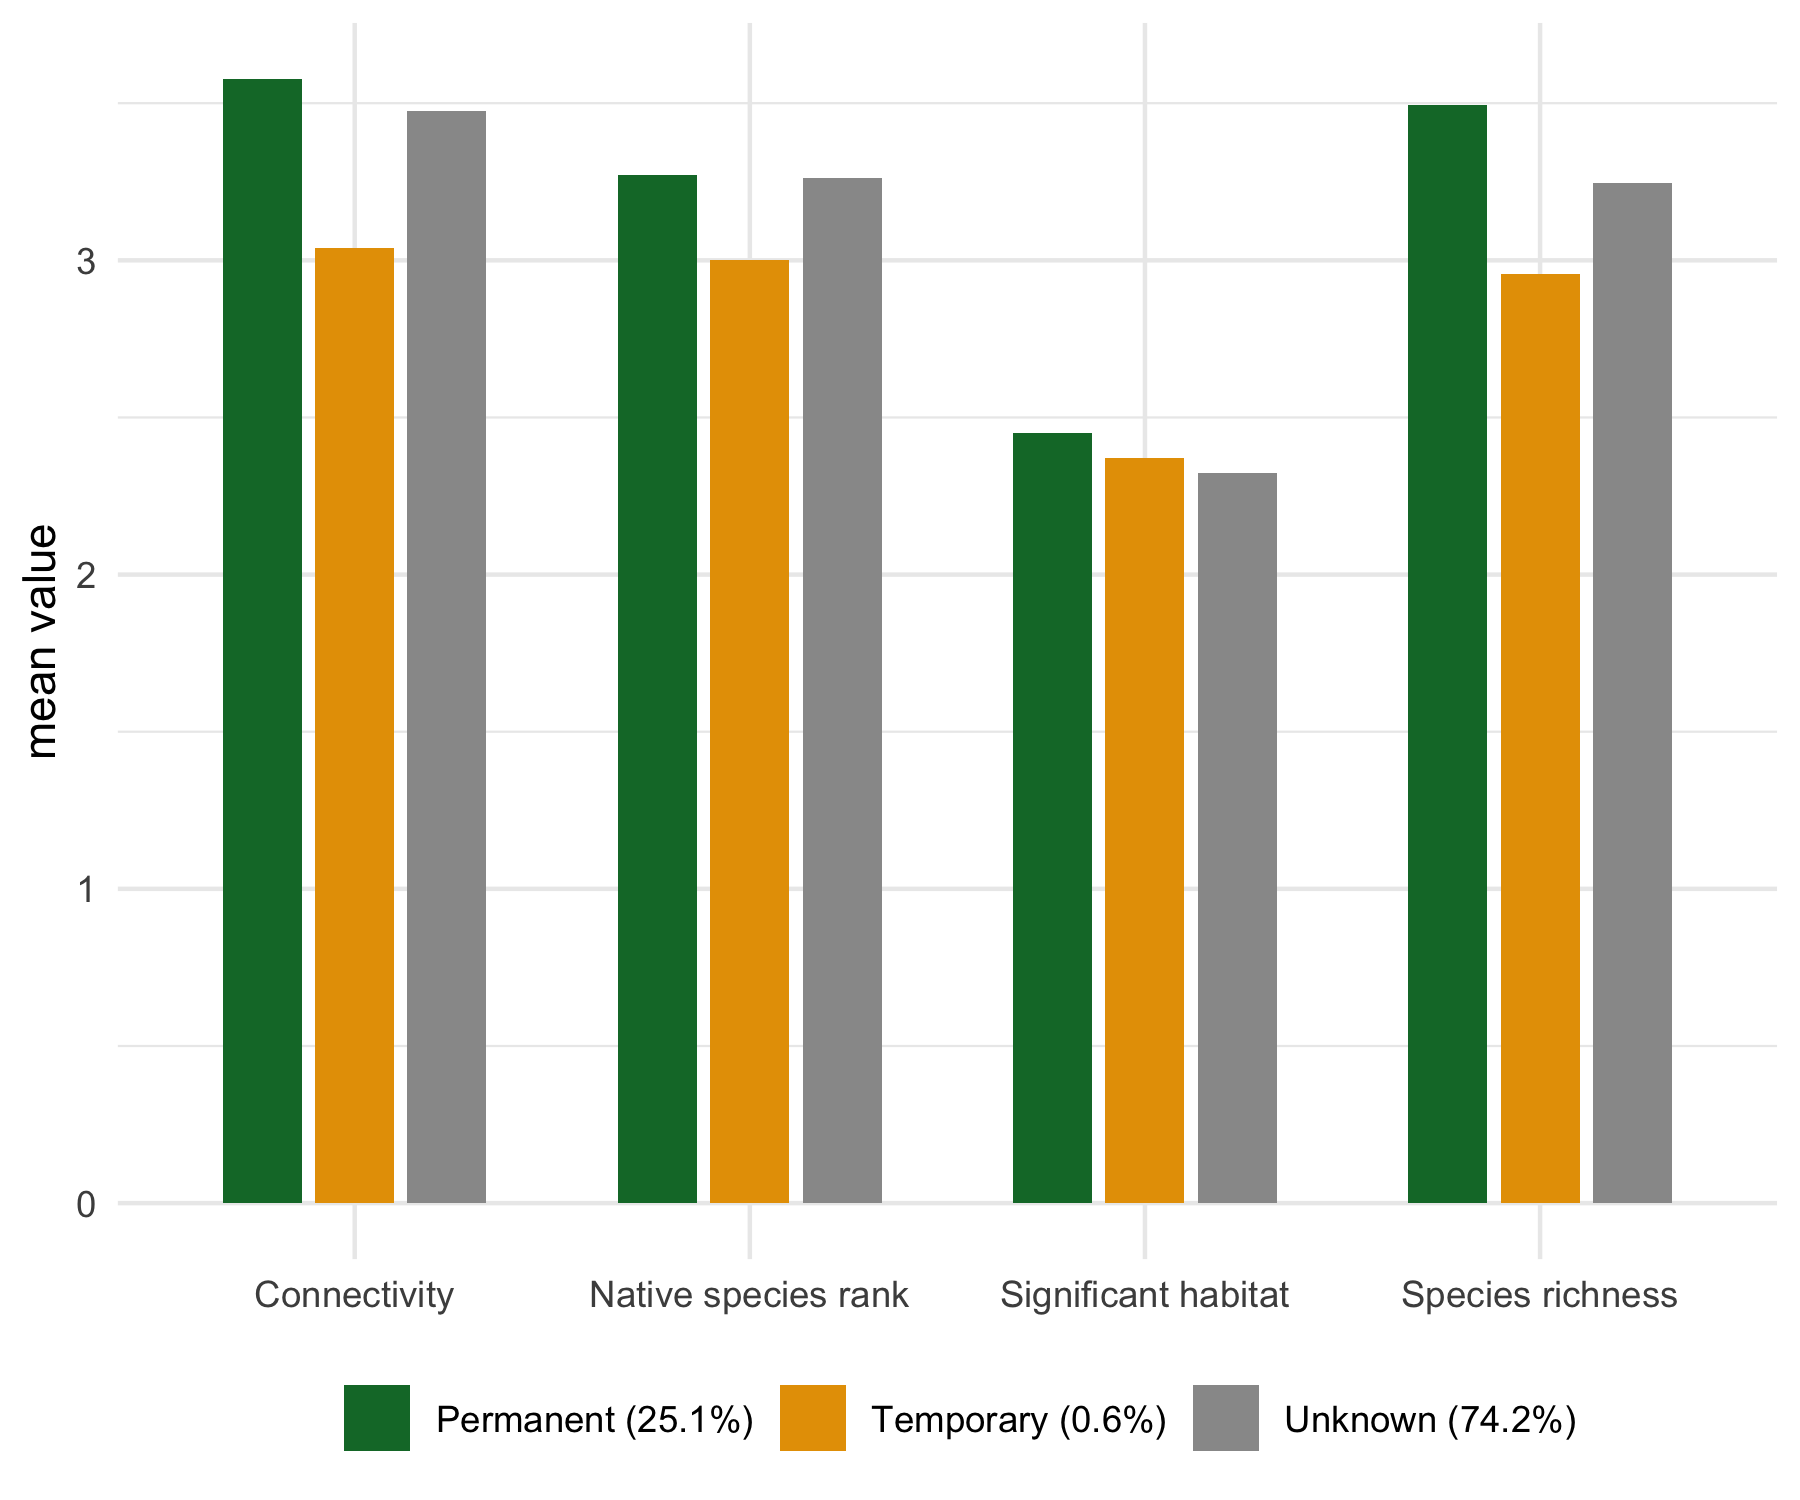 mean value
3
2
1
0
Connectivity Native species rank Significant habitat Species richness
Permanent (25.1%) Temporary (0.6%) Unknown (74.2%)